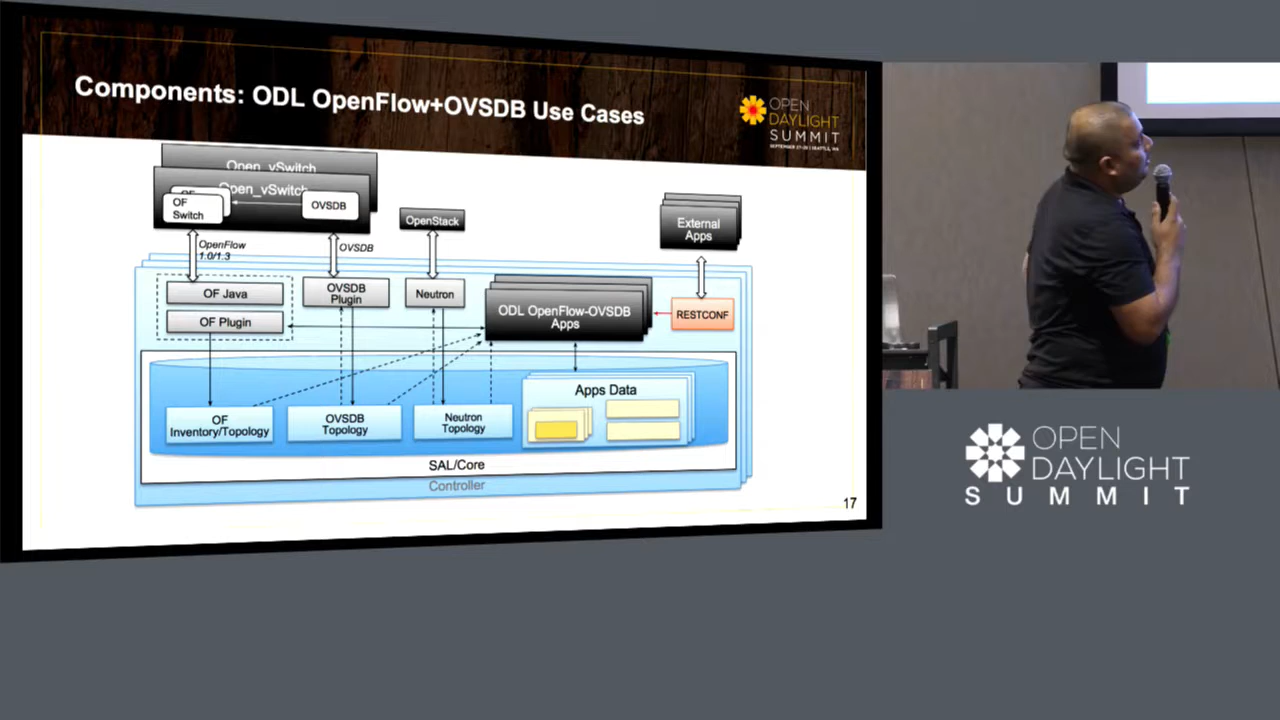 Components: ODL OpenFlow+OVSDB Use Cases
OPEN
DAYLIGHT
SUMMIT
Open_vSwitch
Open_vSwitch
OF
OF
Switch
OVSDB
OpenStack
External
Apps
OpenFlow
1.0/1.3
OVSDB
OF Java
OF Plugin
OVSDB
Plugin
Neutron
ODL OpenFlow-OVSDB
Apps
RESTCONF
Apps Data
OF
Inventory/Topology
OVSDB
Topology
Neutron
Topology
SAL/Core
Controller
17
OPEN
DAYLIGHT
SUMMIT